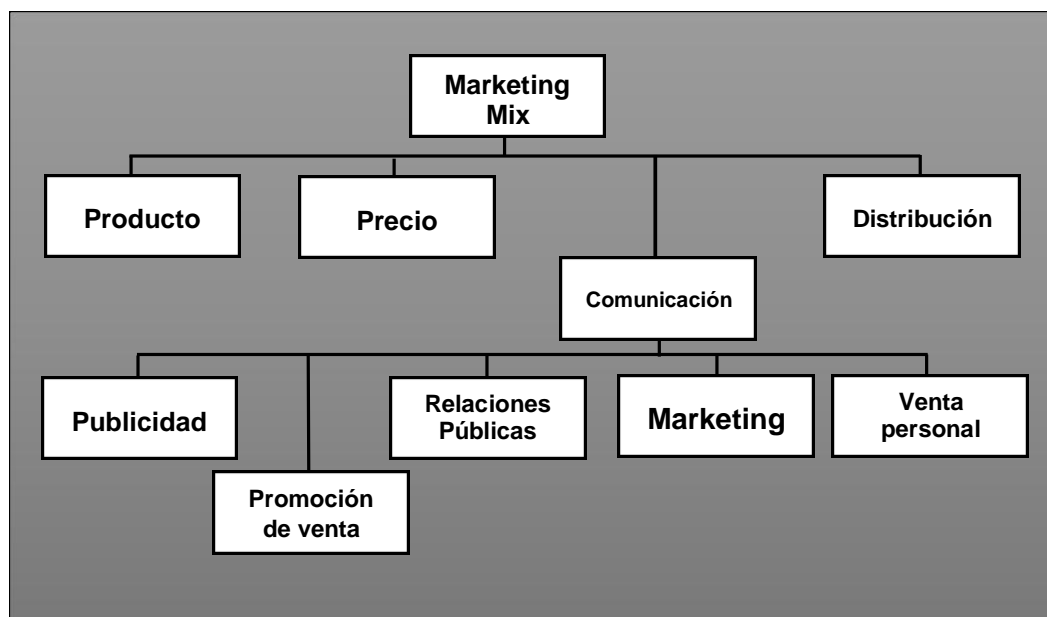 Marketing
Mix
Producto
Precio
Distribución
Comunicación
Publicidad
Relaciones
Públicas
Marketing
Venta
personal
Promoción
de venta